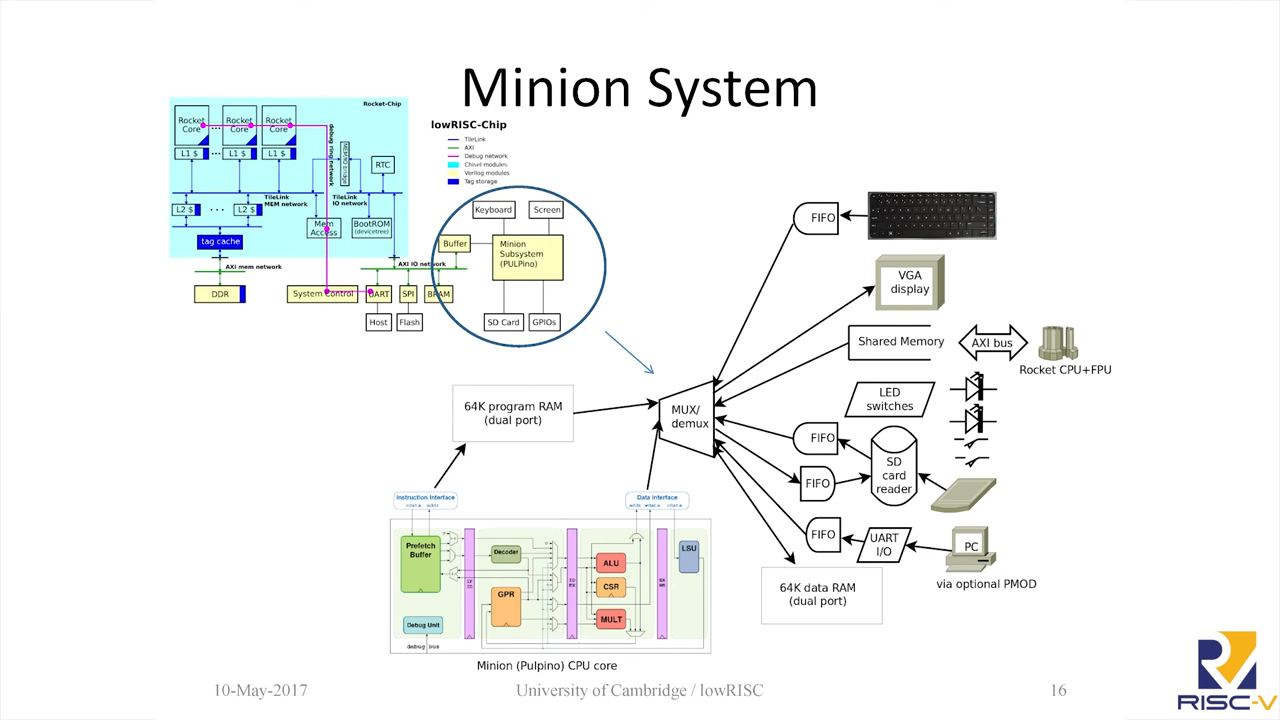 Minion System
Rocket-Chip
Rocket Core
Rocket Core
Rocket Core
...
L1 $
L1 $
L1 $
...
debug ring network
RTC
TileLink MEM network
TileLink IO network
L2 $
L2 $
...
Mem Access
BootROM
(devicetree)
tag cache
AXI mem network
AXI IO network
DDR
System Control
UART
SPI
BRAM
Host
Flash
lowRISC-Chip
TileLink
AXI
Debug network
Chisel modules
Verilog modules
Tag storage
Keyboard
Screen
Buffer
Minion
Subsystem
(PULPino)
SD Card
GPIOs
FIFO
VGA
display
Shared Memory
AXI bus
Rocket CPU+FPU
LED
switches
64K program RAM
(dual port)
MUX/
demux
FIFO
FIFO
SD
card
reader
FIFO
UART
I/O
PC
via optional PMOD
64K data RAM
(dual port)
Instruction Interface
Data Interface
Prefetch
Buffer
Decoder
GPR
ALU
CSR
MULT
LSU
Debug Unit
debug bus
Minion (Pulpino) CPU core
10-May-2017
University of Cambridge / lowRISC
16
RISC-V